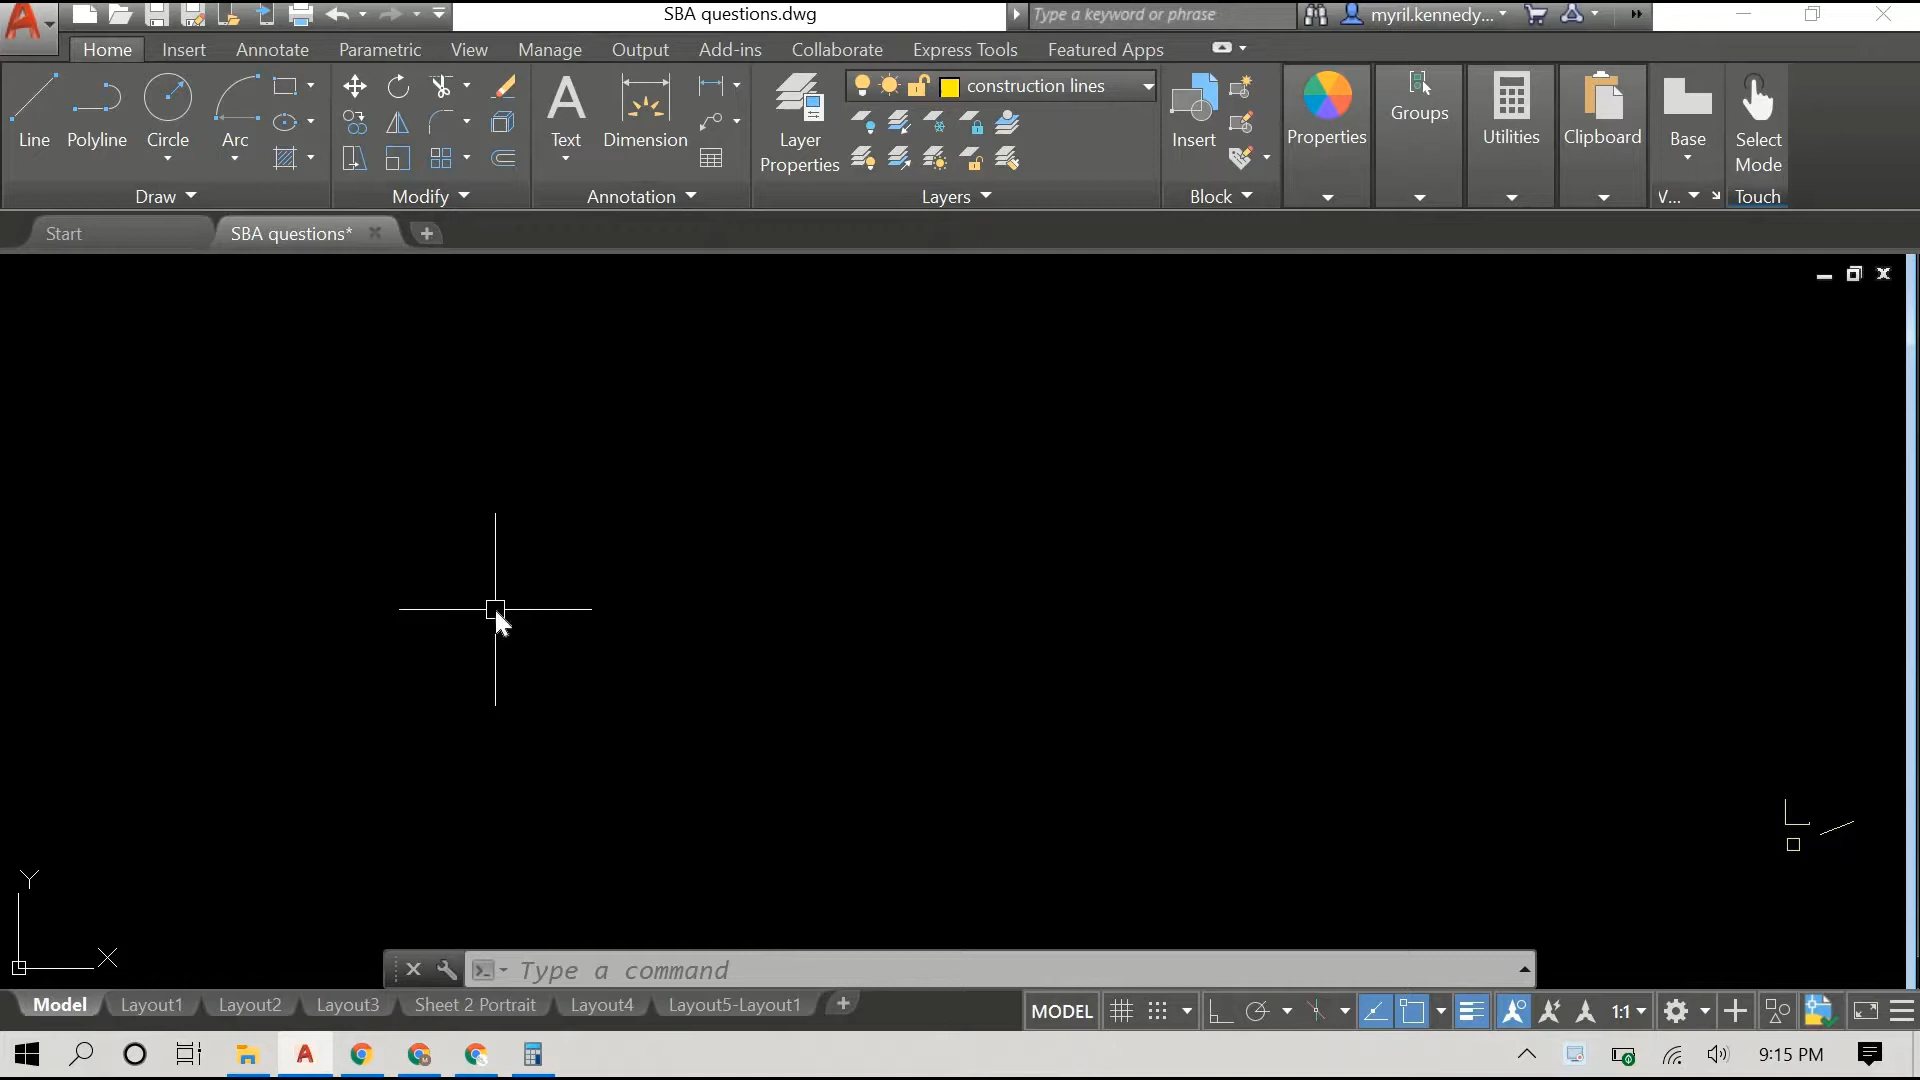 SBA questions.dwg
Type a keyword or phrase
myril.kennedy...
Home Insert Annotate Parametric View Manage Output Add-ins Collaborate Express Tools Featured Apps
Line Polyline Circle Arc
Text Dimension
Layer Properties
construction lines
Insert
Properties Groups Utilities Clipboard Base
Select Mode
Draw Modify Annotation Layers Block V... Touch
Start SBA questions*
Y
X
Type a command
Model Layout1 Layout2 Layout3 Sheet 2 Portrait Layout4 Layout5-Layout1
MODEL 1:1
9:15 PM